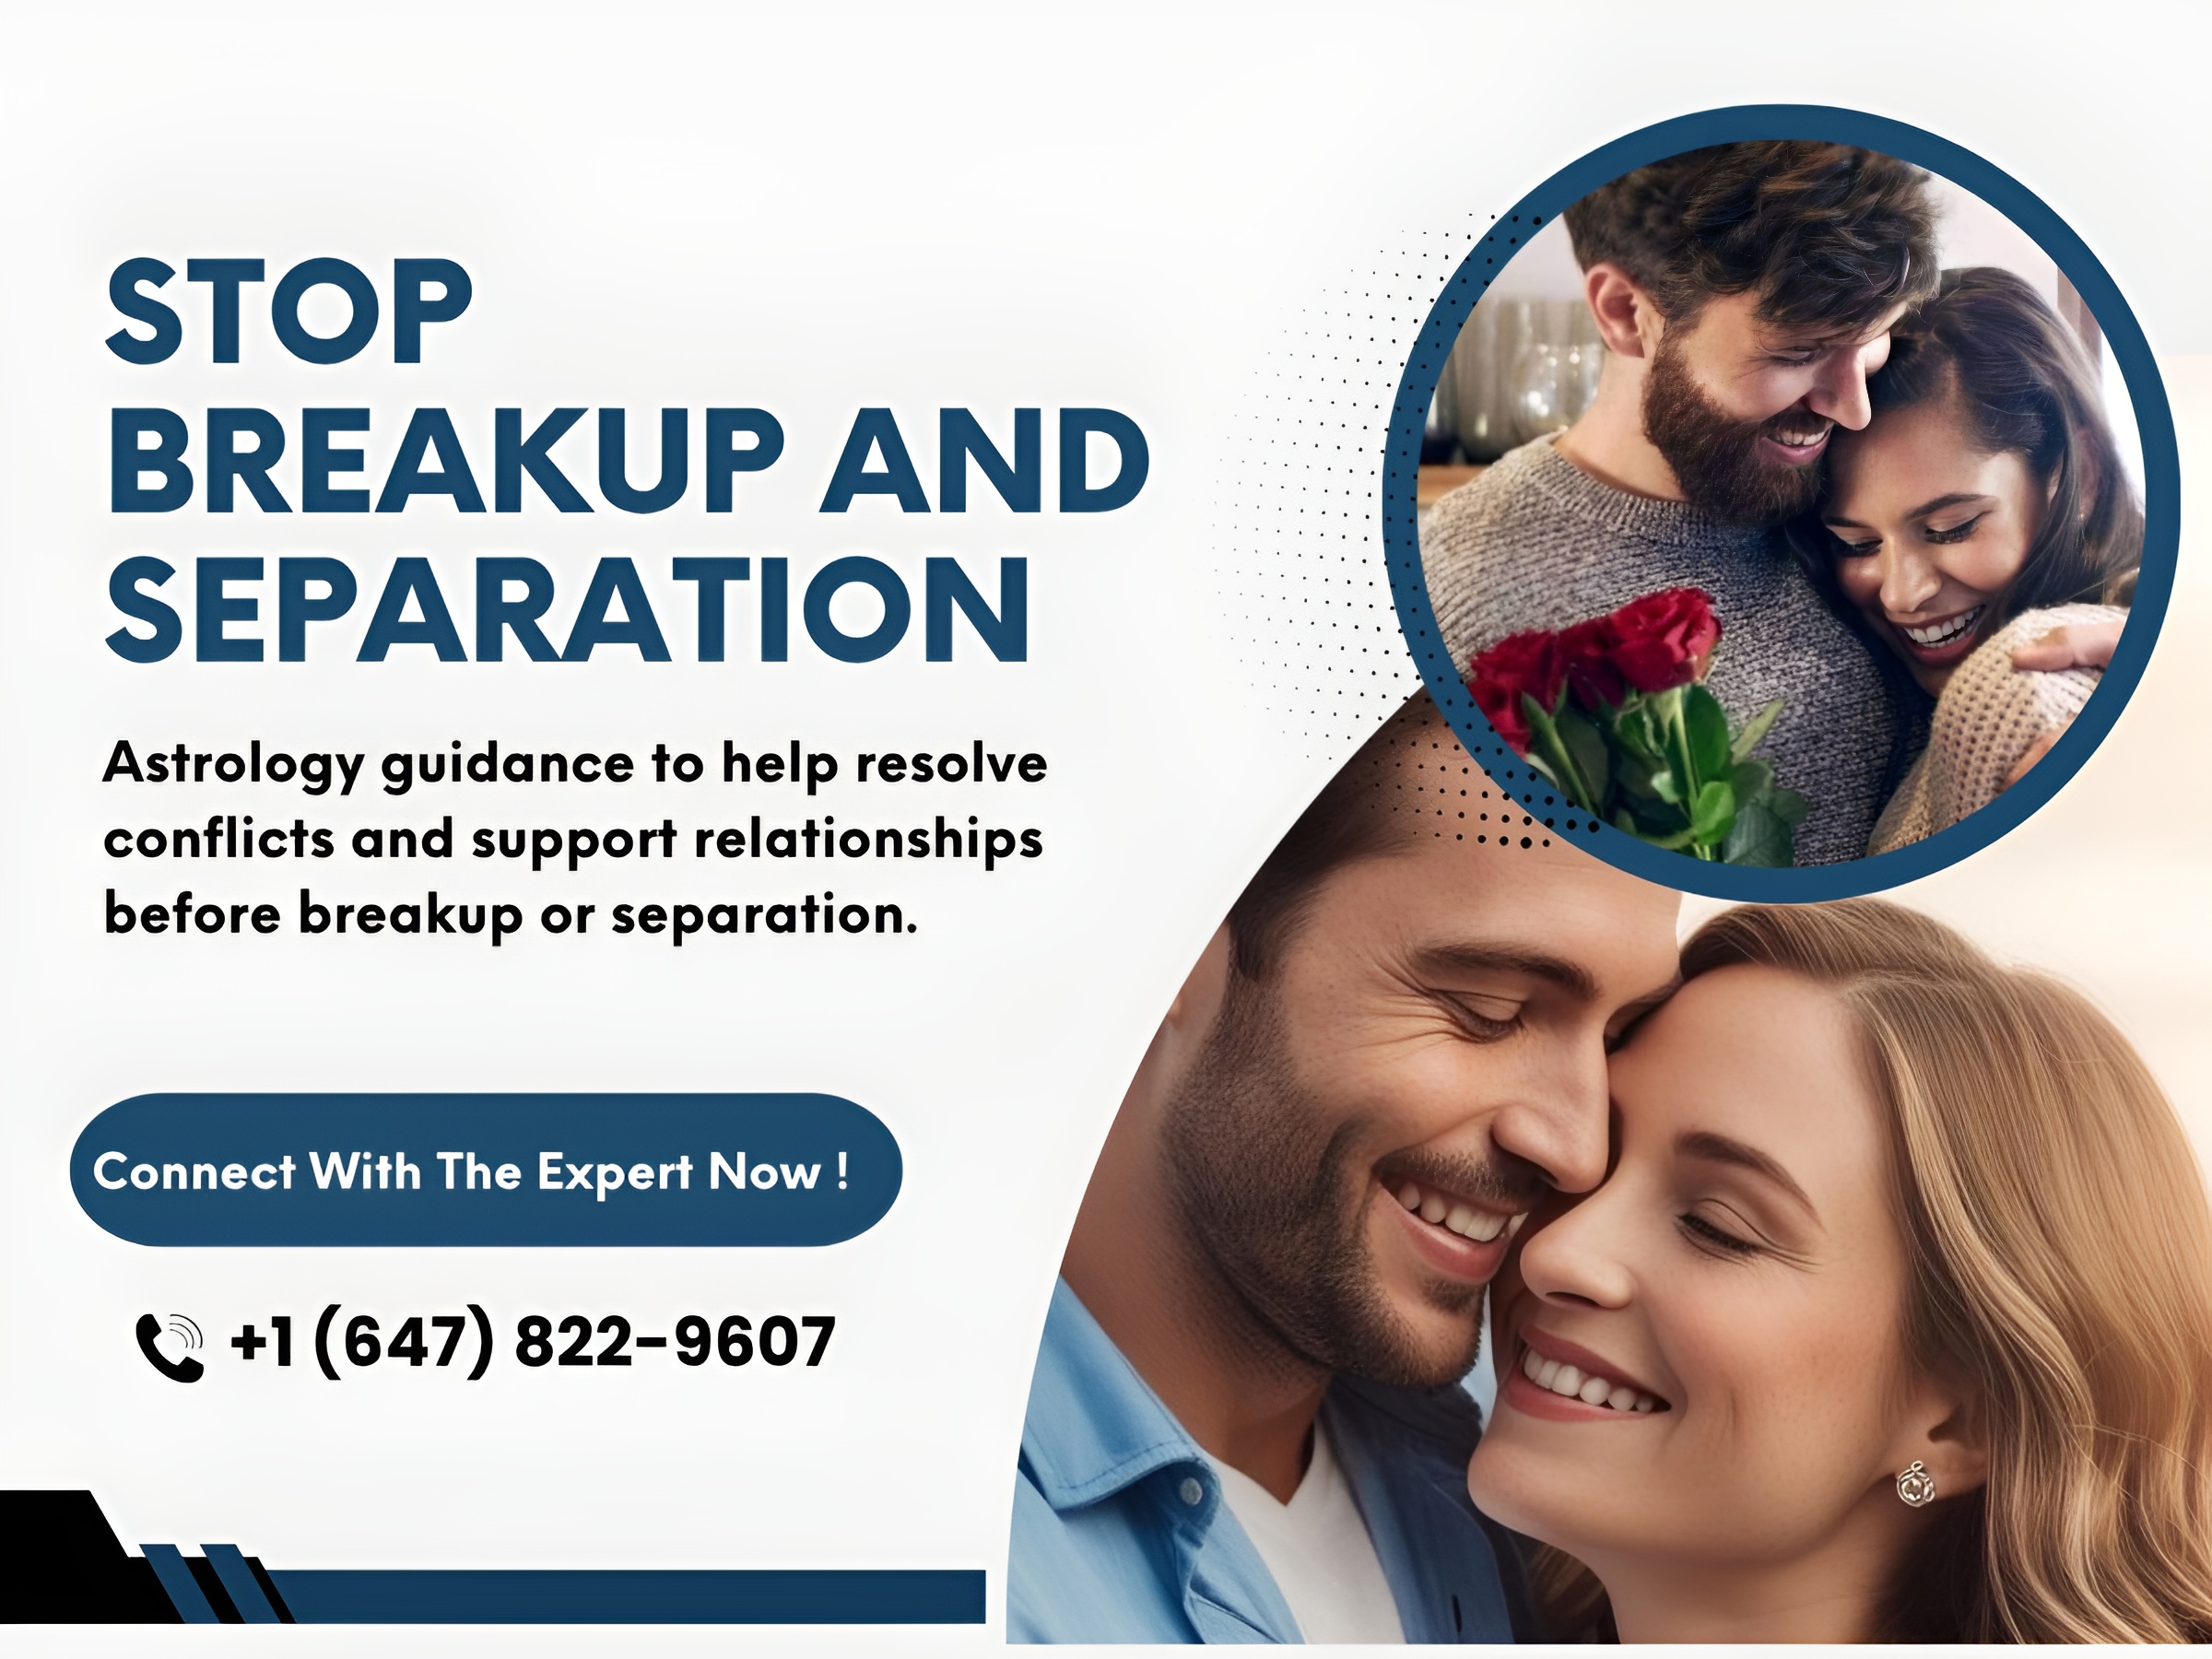 STOP
BREAKUP AND
SEPARATION
Astrology guidance to help resolve
conflicts and support relationships
before breakup or separation.
Connect With The Expert Now !
+1 (647) 822-9607